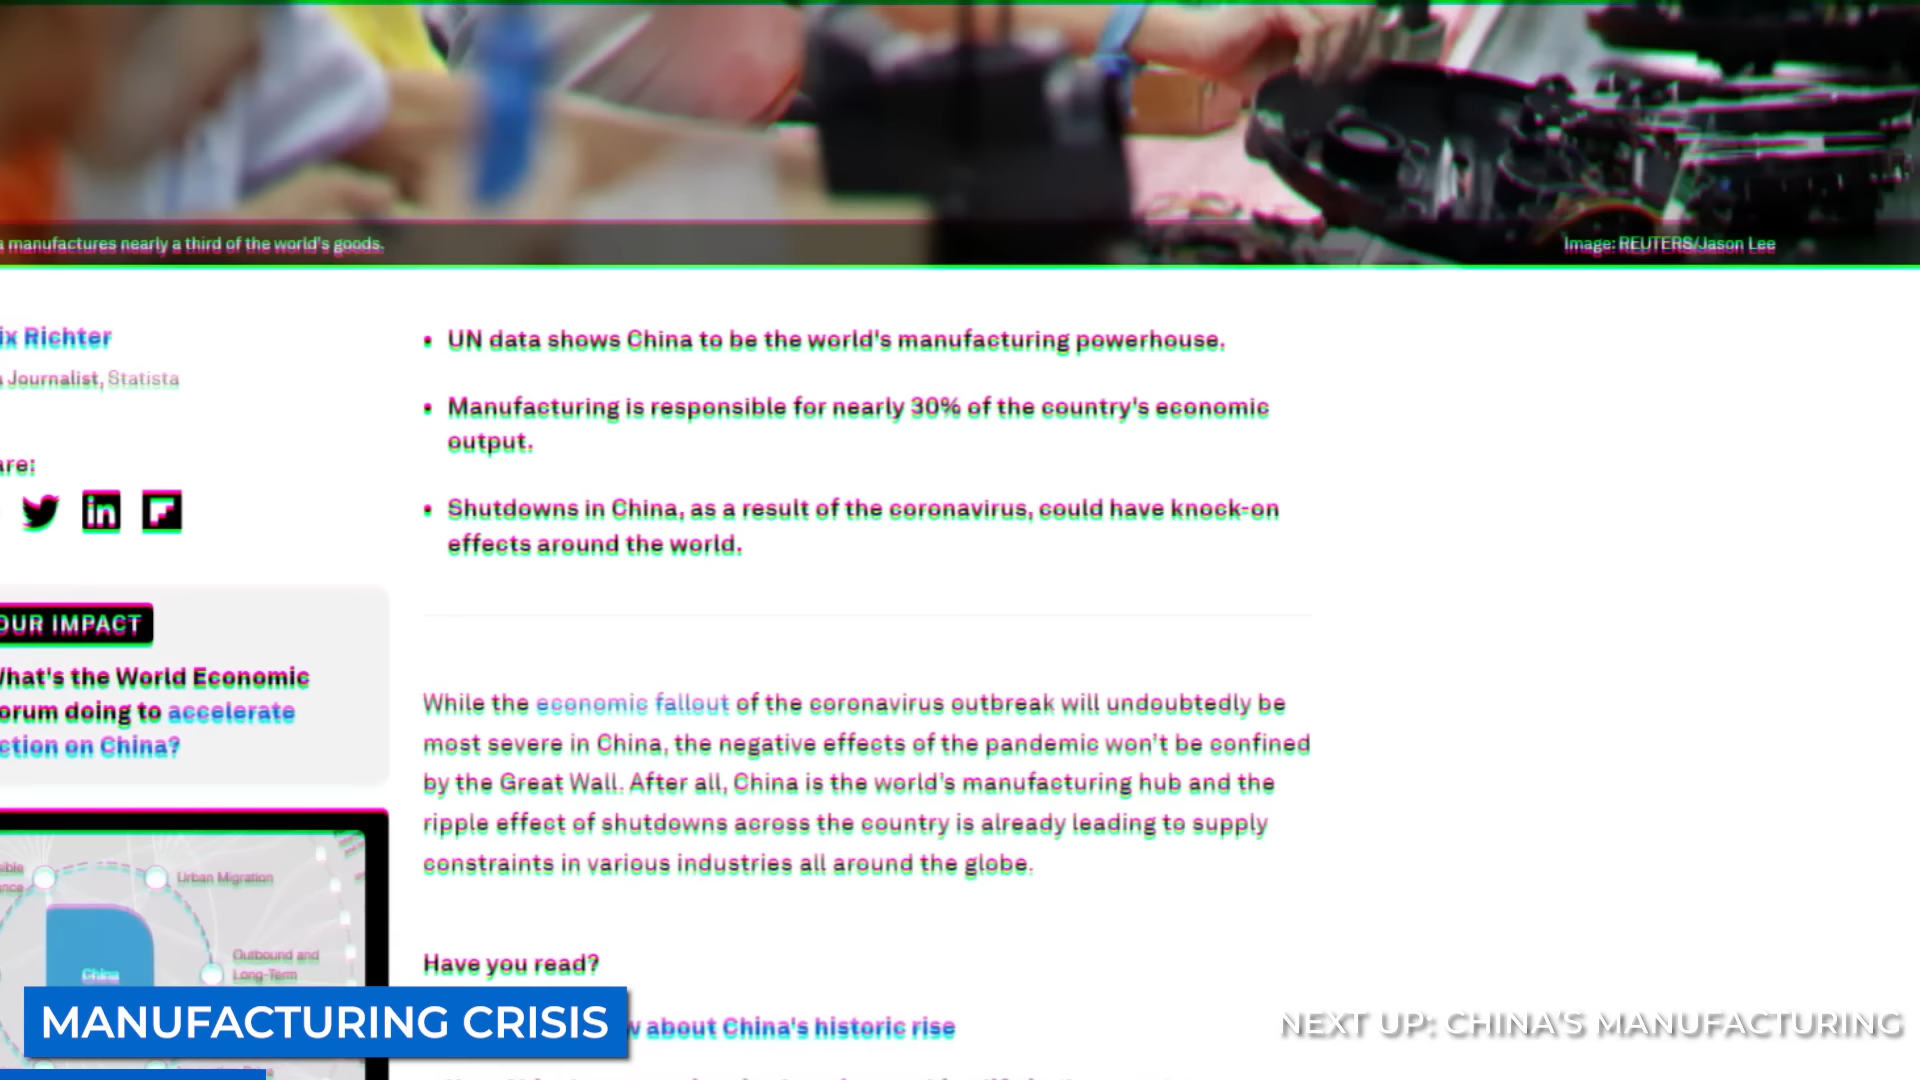 manufactures nearly a third of the world's goods.
Image: REUTERS/Jason Lee
ix Richter
Journalist, Statista
are:
in
OUR IMPACT
What's the World Economic
orum doing to accelerate
ction on China?
• UN data shows China to be the world's manufacturing powerhouse.
• Manufacturing is responsible for nearly 30% of the country's economic
output.
• Shutdowns in China, as a result of the coronavirus, could have knock-on
effects around the world.
While the economic fallout of the coronavirus outbreak will undoubtedly be
most severe in China, the negative effects of the pandemic won't be confined
by the Great Wall. After all, China is the world's manufacturing hub and the
ripple effect of shutdowns across the country is already leading to supply
constraints in various industries all around the globe.
Have you read?
w about China's historic rise
Urban Migration
Outbound and
Long-Term
China
MANUFACTURING CRISIS
NEXT UP: CHINA'S MANUFACTURING